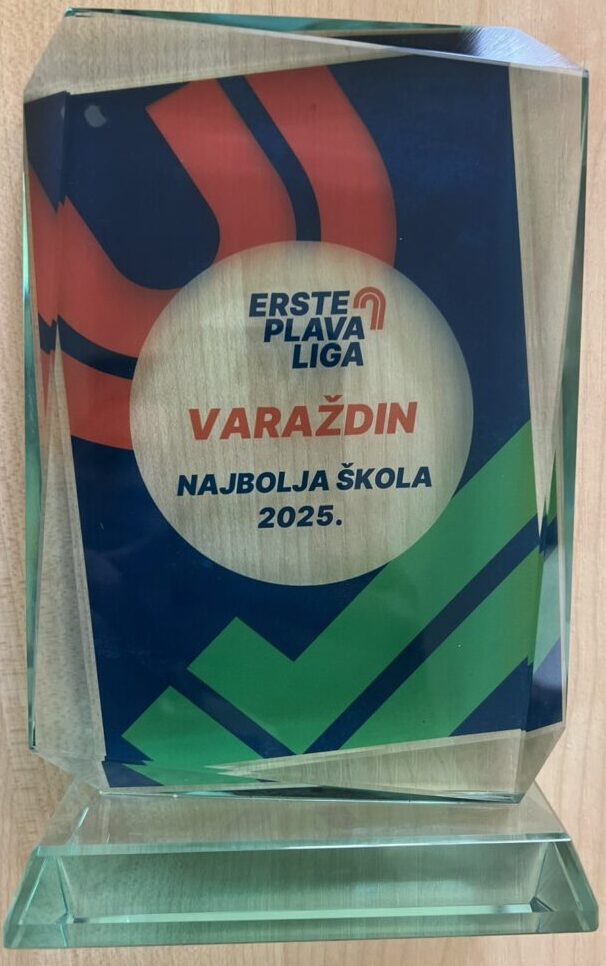 ERSTE
PLAVA
LIGA
VARAŽDIN
NAJBOLJA ŠKOLA
2025.